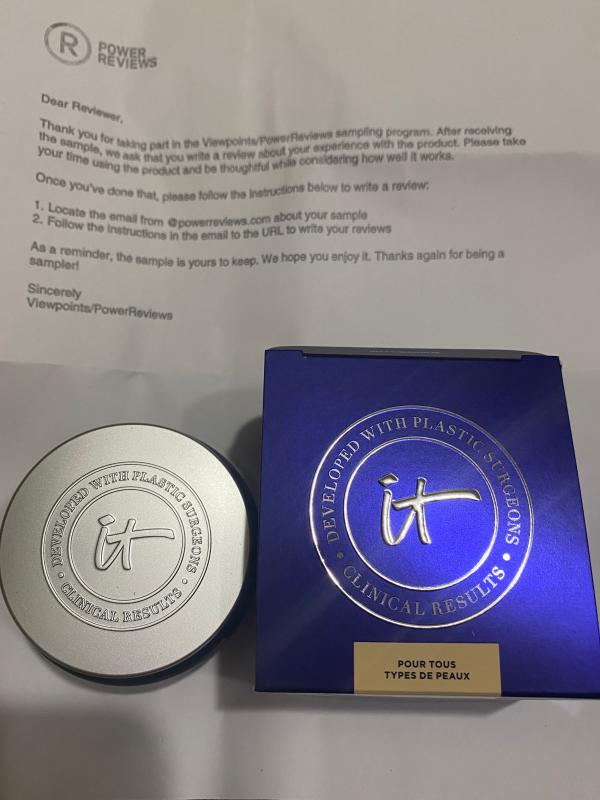 R POWER
REVIEWS
Dear Reviewer,
Thank you for taking part in the Viewpoints/PowerReviews sampling program. After receiving
the sample, we ask that you write a review about your experience with the product. Please take
your time using the product and be thoughtful while considering how well it works.
Once you've done that, please follow the instructions below to write a review:
1. Locate the email from @powerreviews.com about your sample
2. Follow the instructions in the email to the URL to write your reviews
As a reminder, the sample is yours to keep. We hope you enjoy it. Thanks again for being a
sampler!
Sincerely
Viewpoints/PowerReviews
DEVELOPED WITH PLASTIC SURGEONS
it
• CLINICAL RESULTS •
DEVELOPED WITH PLASTIC SURGEONS
it
• CLINICAL RESULTS •
POUR TOUS
TYPES DE PEAUX